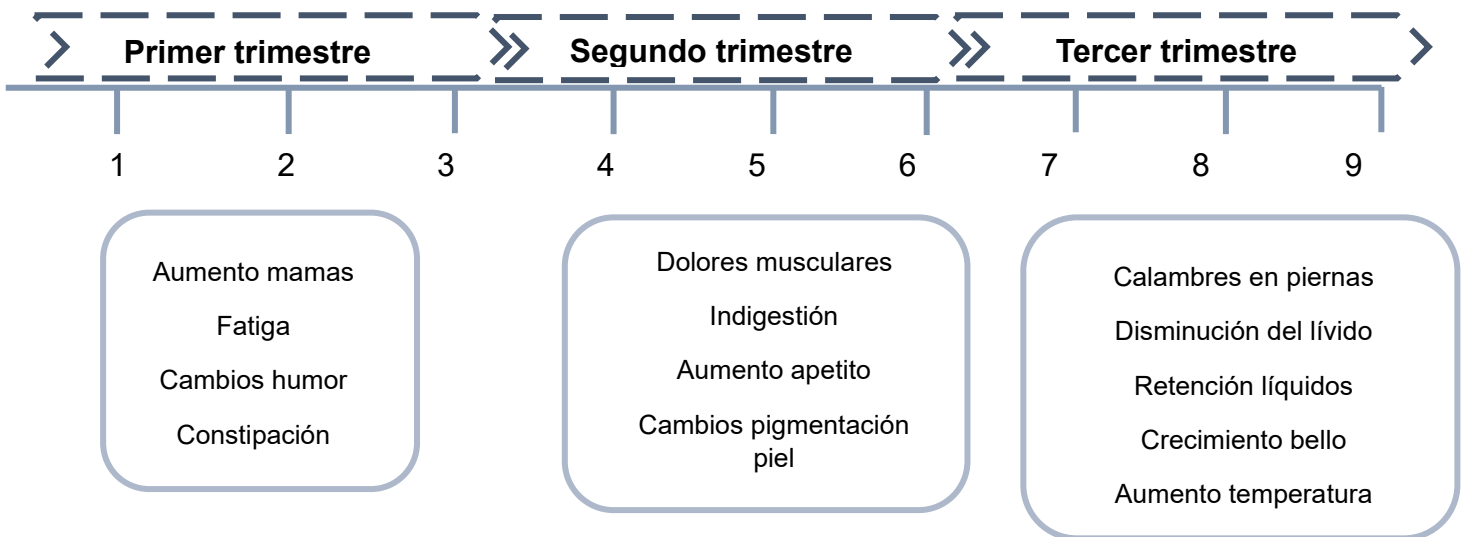 Primer trimestre
Segundo trimestre
Tercer trimestre
1 2 3 4 5 6 7 8 9
Aumento mamas
Fatiga
Cambios humor
Constipación
Dolores musculares
Indigestión
Aumento apetito
Cambios pigmentación
piel
Calambres en piernas
Disminución del lívido
Retención líquidos
Crecimiento bello
Aumento temperatura